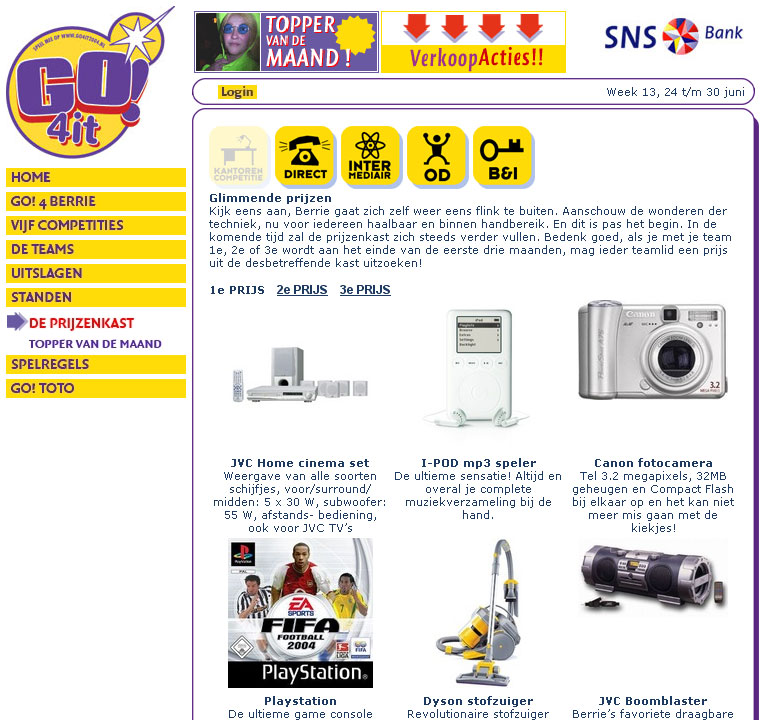 SPEEL MEE OP WWW.GO4IT2004.NL
GO!
4it
TOPPER
VAN DE
MAAND !
VerkoopActies!!
SNS Bank
Login
Week 13, 24 t/m 30 juni
HOME
GO! 4 BERRIE
VIJF COMPETITIES
DE TEAMS
UITSLAGEN
STANDEN
DE PRIJZENKAST
TOPPER VAN DE MAAND
SPELREGELS
GO! TOTO
KANTOREN
COMPETITIE
DIRECT
INTER
MEDIAIR
OD
B&I
Glimmende prijzen
Kijk eens aan, Berrie gaat zich zelf weer eens flink te buiten. Aanschouw de wonderen der
techniek, nu voor iedereen haalbaar en binnen handbereik. En dit is pas het begin. In de
komende tijd zal de prijzenkast zich steeds verder vullen. Bedenk goed, als je met je team
1e, 2e of 3e wordt aan het einde van de eerste drie maanden, mag ieder teamlid een prijs
uit de desbetreffende kast uitzoeken!
1e PRIJS 2e PRIJS 3e PRIJS
Canon
3.2
JVC Home cinema set
Weergave van alle soorten
schijfjes, voor/surround/
midden: 5 x 30 W, subwoofer:
55 W, afstands- bediening,
ook voor JVC TV's
I-POD mp3 speler
De ultieme sensatie! Altijd en
overal je complete
muziekverzameling bij de
hand.
Canon fotocamera
Tel 3.2 megapixels, 32MB
geheugen en Compact Flash
bij elkaar op en het kan niet
meer mis gaan met de
kiekjes!
PlayStation
PAL
EA
SPORTS
FIFA
FOOTBALL
2004
PlayStation
Playstation
De ultieme game console
Dyson stofzuiger
Revolutionaire stofzuiger
JVC Boomblaster
Berrie's favoriete draagbare